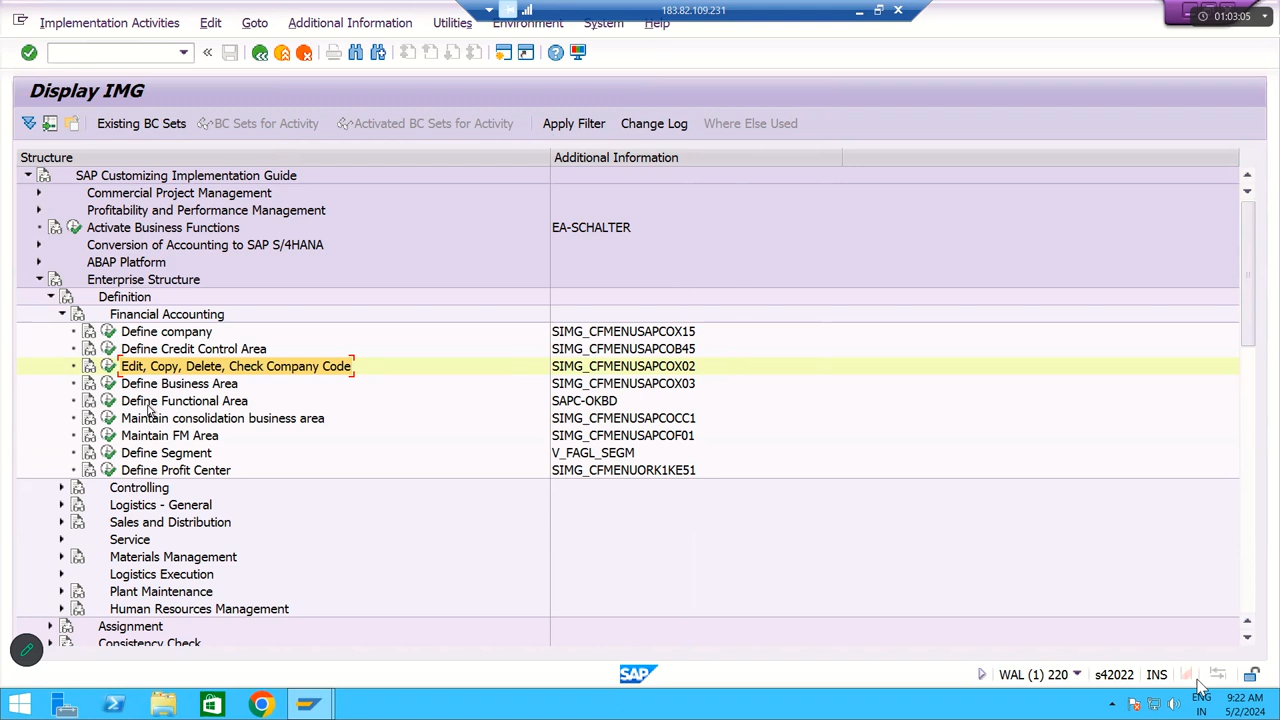 183.82.109.231
01:03:05
Implementation Activities Edit Goto Additional Information Utilities Environment System Help
Display IMG
Existing BC Sets BC Sets for Activity Activated BC Sets for Activity Apply Filter Change Log Where Else Used
Structure Additional Information
SAP Customizing Implementation Guide
Commercial Project Management
Profitability and Performance Management
Activate Business Functions EA-SCHALTER
Conversion of Accounting to SAP S/4HANA
ABAP Platform
Enterprise Structure
Definition
Financial Accounting
Define company SIMG_CFMENUSAPCOX15
Define Credit Control Area SIMG_CFMENUSAPCOB45
Edit, Copy, Delete, Check Company Code SIMG_CFMENUSAPCOX02
Define Business Area SIMG_CFMENUSAPCOX03
Define Functional Area SAPC-OKBD
Maintain consolidation business area SIMG_CFMENUSAPCOCC1
Maintain FM Area SIMG_CFMENUSAPCOF01
Define Segment V_FAGL_SEGM
Define Profit Center SIMG_CFMENUORK1KE51
Controlling
Logistics - General
Sales and Distribution
Service
Materials Management
Logistics Execution
Plant Maintenance
Human Resources Management
Assignment
Consistency Check
SAP WAL (1) 220 s42022 INS
ENG 9:22 AM
IN 5/2/2024